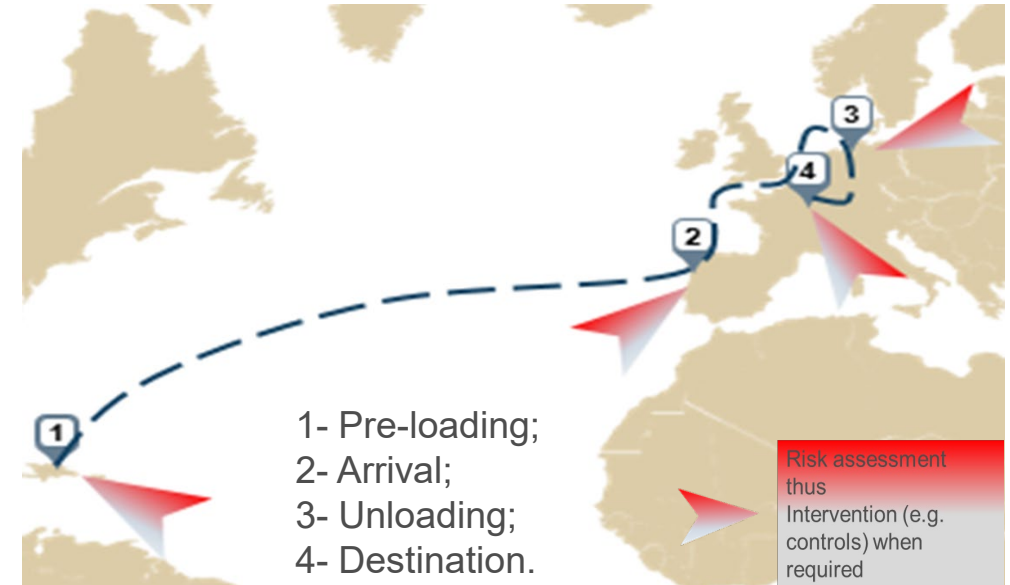 3
4
2
1
1- Pre-loading;
2- Arrival;
3- Unloading;
4- Destination.
Risk assessment
thus
Intervention (e.g.
controls) when
required